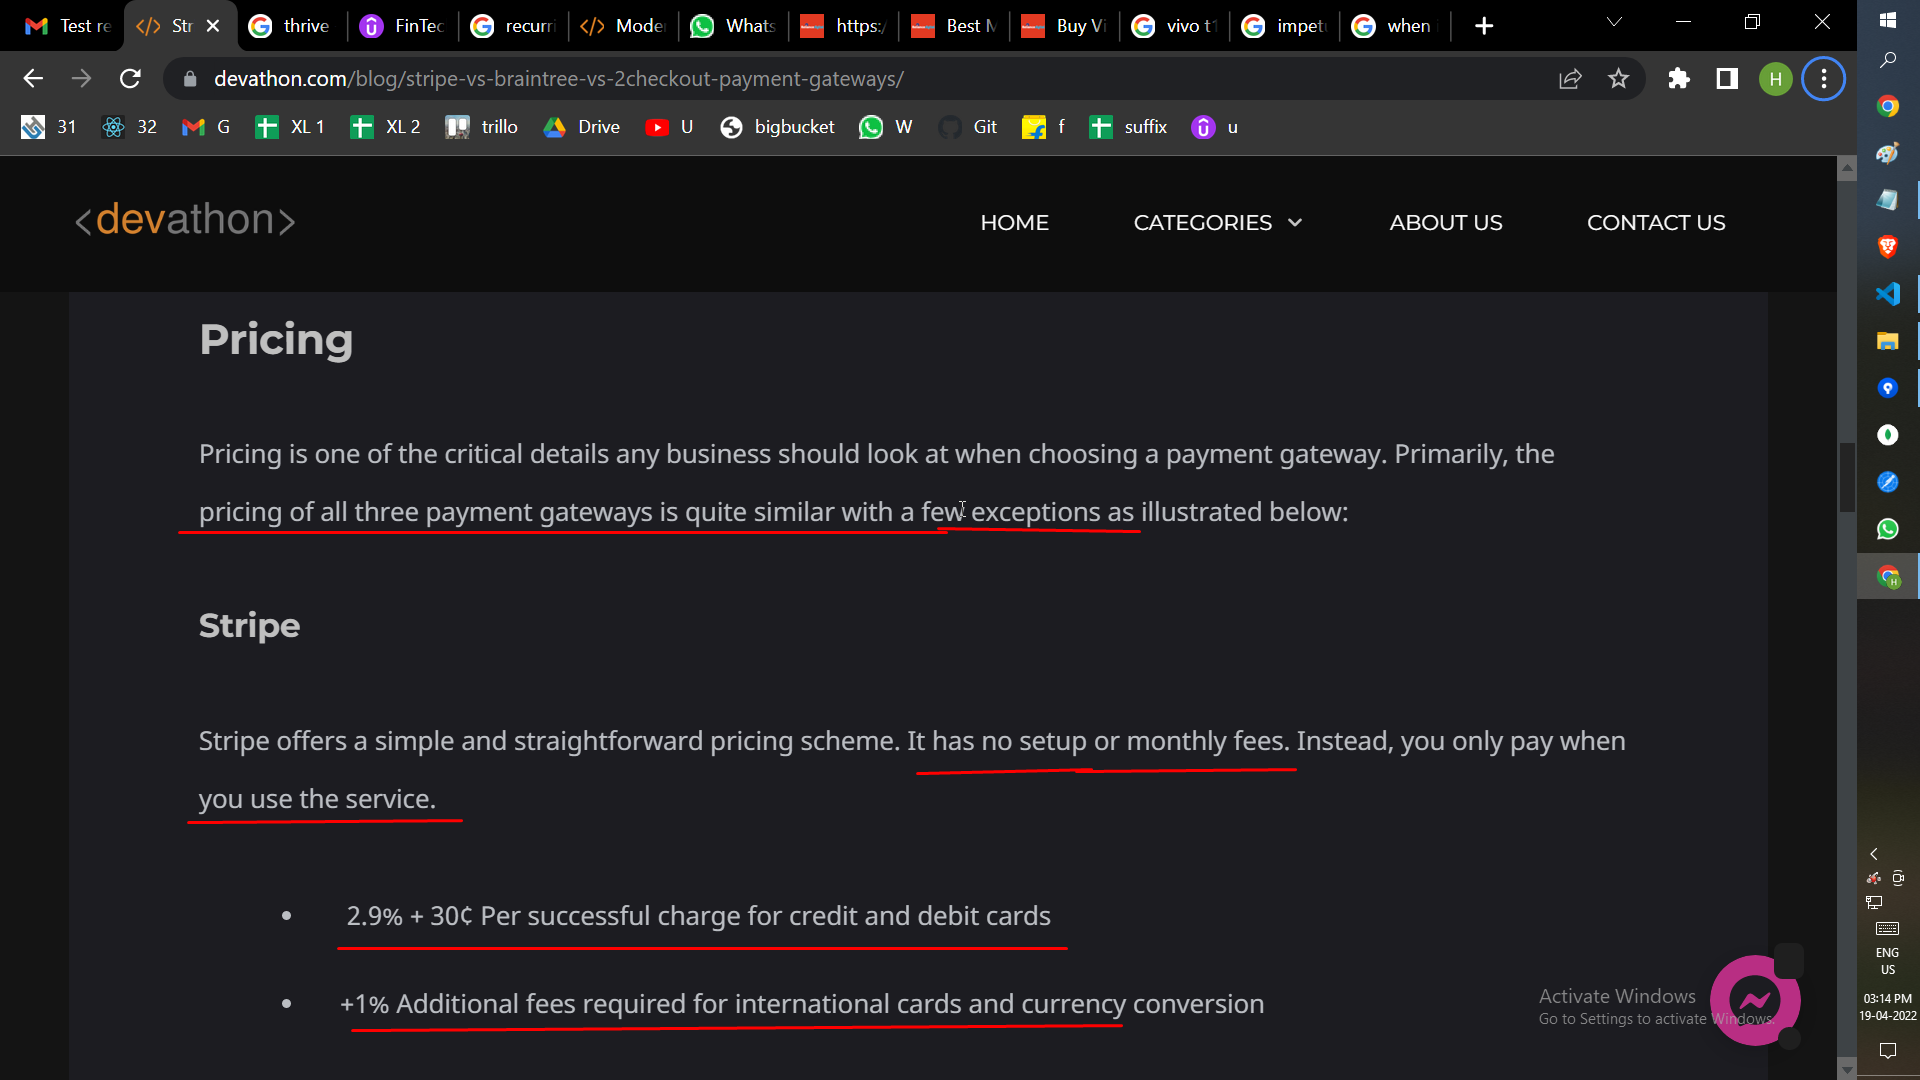 Test re
Str
thrive
FinTec
recurri
Moder
Whats
https:/
Best M
Buy Vi
vivo t1
impet
when
devathon.com/blog/stripe-vs-braintree-vs-2checkout-payment-gateways/
H
31
32
G
XL 1
XL 2
trillo
Drive
U
bigbucket
W
Git
f
suffix
u
<devathon>
HOME
CATEGORIES
ABOUT US
CONTACT US
Pricing
Pricing is one of the critical details any business should look at when choosing a payment gateway. Primarily, the
pricing of all three payment gateways is quite similar with a few exceptions as illustrated below:
Stripe
Stripe offers a simple and straightforward pricing scheme. It has no setup or monthly fees. Instead, you only pay when
you use the service.
2.9% + 30¢ Per successful charge for credit and debit cards
+1% Additional fees required for international cards and currency conversion
Activate Windows
Go to Settings to activate Windows.
ENG
US
03:14 PM
19-04-2022